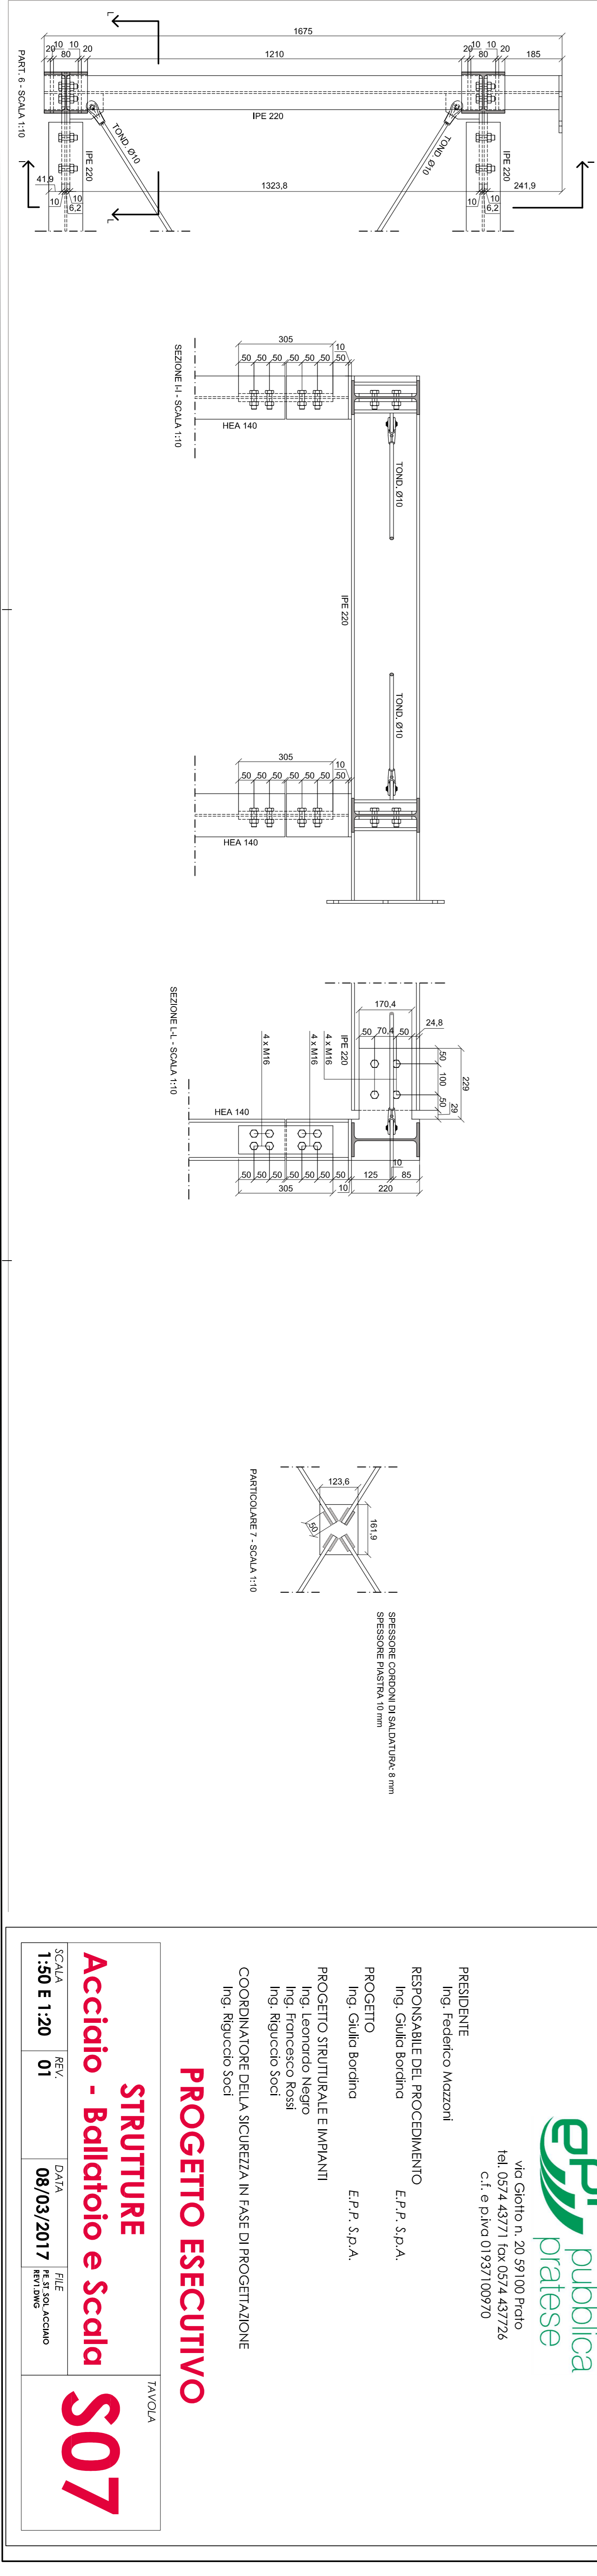 1675
20
10
80
10
20
1210
20
10
80
10
20
185
IPE 220
TOND. Ø10
TOND. Ø10
IPE 220
IPE 220
41,9
10
10
6,2
1323,8
10
10
6,2
241,9
L
L
I
I
PART. 6 - SCALA 1:10
305
10
50 50 50 50 50 50 50
HEA 140
TOND. Ø10
IPE 220
TOND. Ø10
305
10
50 50 50 50 50 50 50
HEA 140
SEZIONE I-I - SCALA 1:10
170,4
24,8
50 70,4 50
50 100 50
229
29
IPE 220
4 x M16
4 x M16
4 x M16
HEA 140
50 50 50 50 50 50 50
305
10
125
10
85
220
SEZIONE L-L - SCALA 1:10
123,6
161,9
50
PARTICOLARE 7 - SCALA 1:10
SPESSORE CORDONI DI SALDATURA: 8 mm
SPESSORE PIASTRA 10 mm
pubblica
pratese
via Giotto n. 20 59100 Prato
tel. 0574 43771 fax 0574 437726
c.f. e p.iva 01937100970
PRESIDENTE
Ing. Federico Mazzoni
RESPONSABILE DEL PROCEDIMENTO
Ing. Giulia Bordina E.P.P. S.p.A.
PROGETTO
Ing. Giulia Bordina E.P.P. S.p.A.
PROGETTO STRUTTURALE E IMPIANTI
Ing. Leonardo Negro
Ing. Francesco Rossi
Ing. Riguccio Soci
COORDINATORE DELLA SICUREZZA IN FASE DI PROGETTAZIONE
Ing. Riguccio Soci
PROGETTO ESECUTIVO
STRUTTURE
Acciaio - Ballatoio e Scala
TAVOLA
S07
SCALA
1:50 E 1:20
REV.
01
DATA
08/03/2017
FILE
PE_ST_SOL_ACCIAIO
REV1.DWG